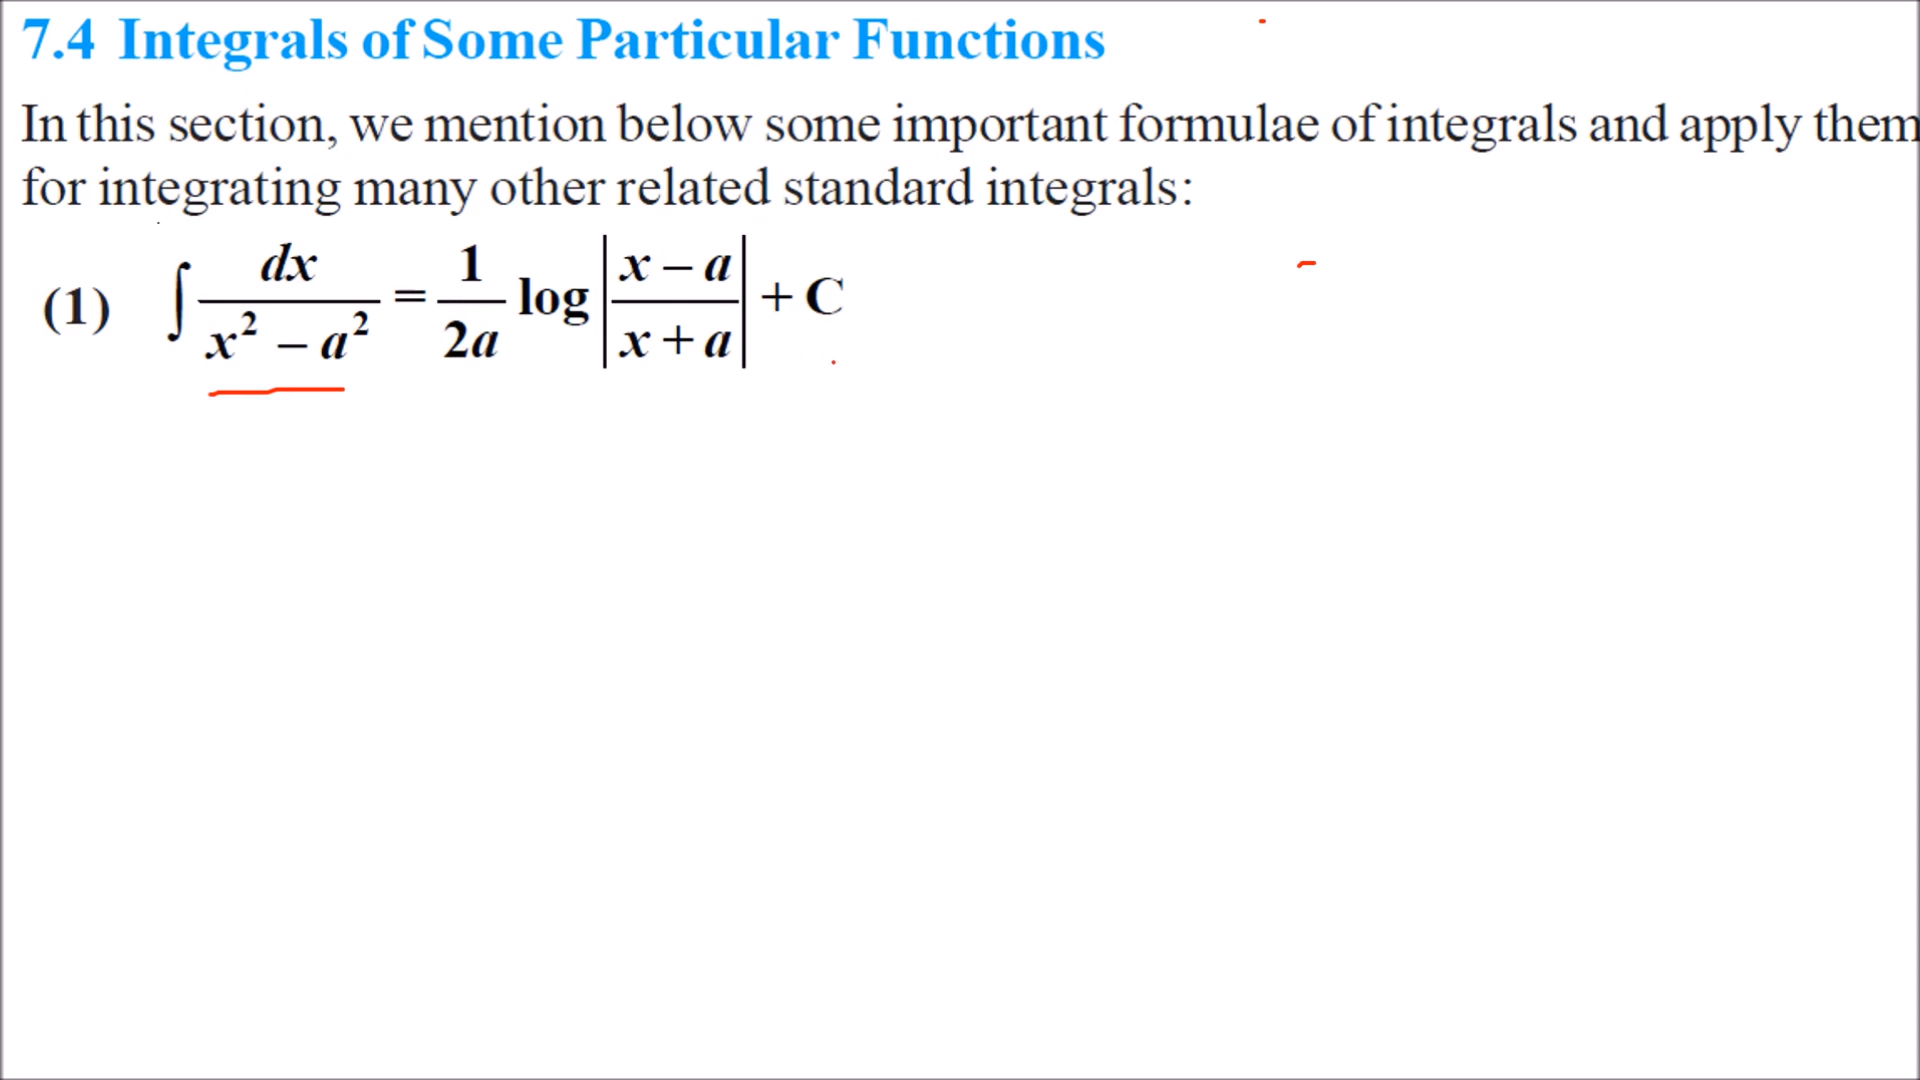 7.4 Integrals of Some Particular Functions
In this section, we mention below some important formulae of integrals and apply them
for integrating many other related standard integrals:
(1) ∫ dx / (x² – a²) = 1/(2a) log |(x – a)/(x + a)| + C